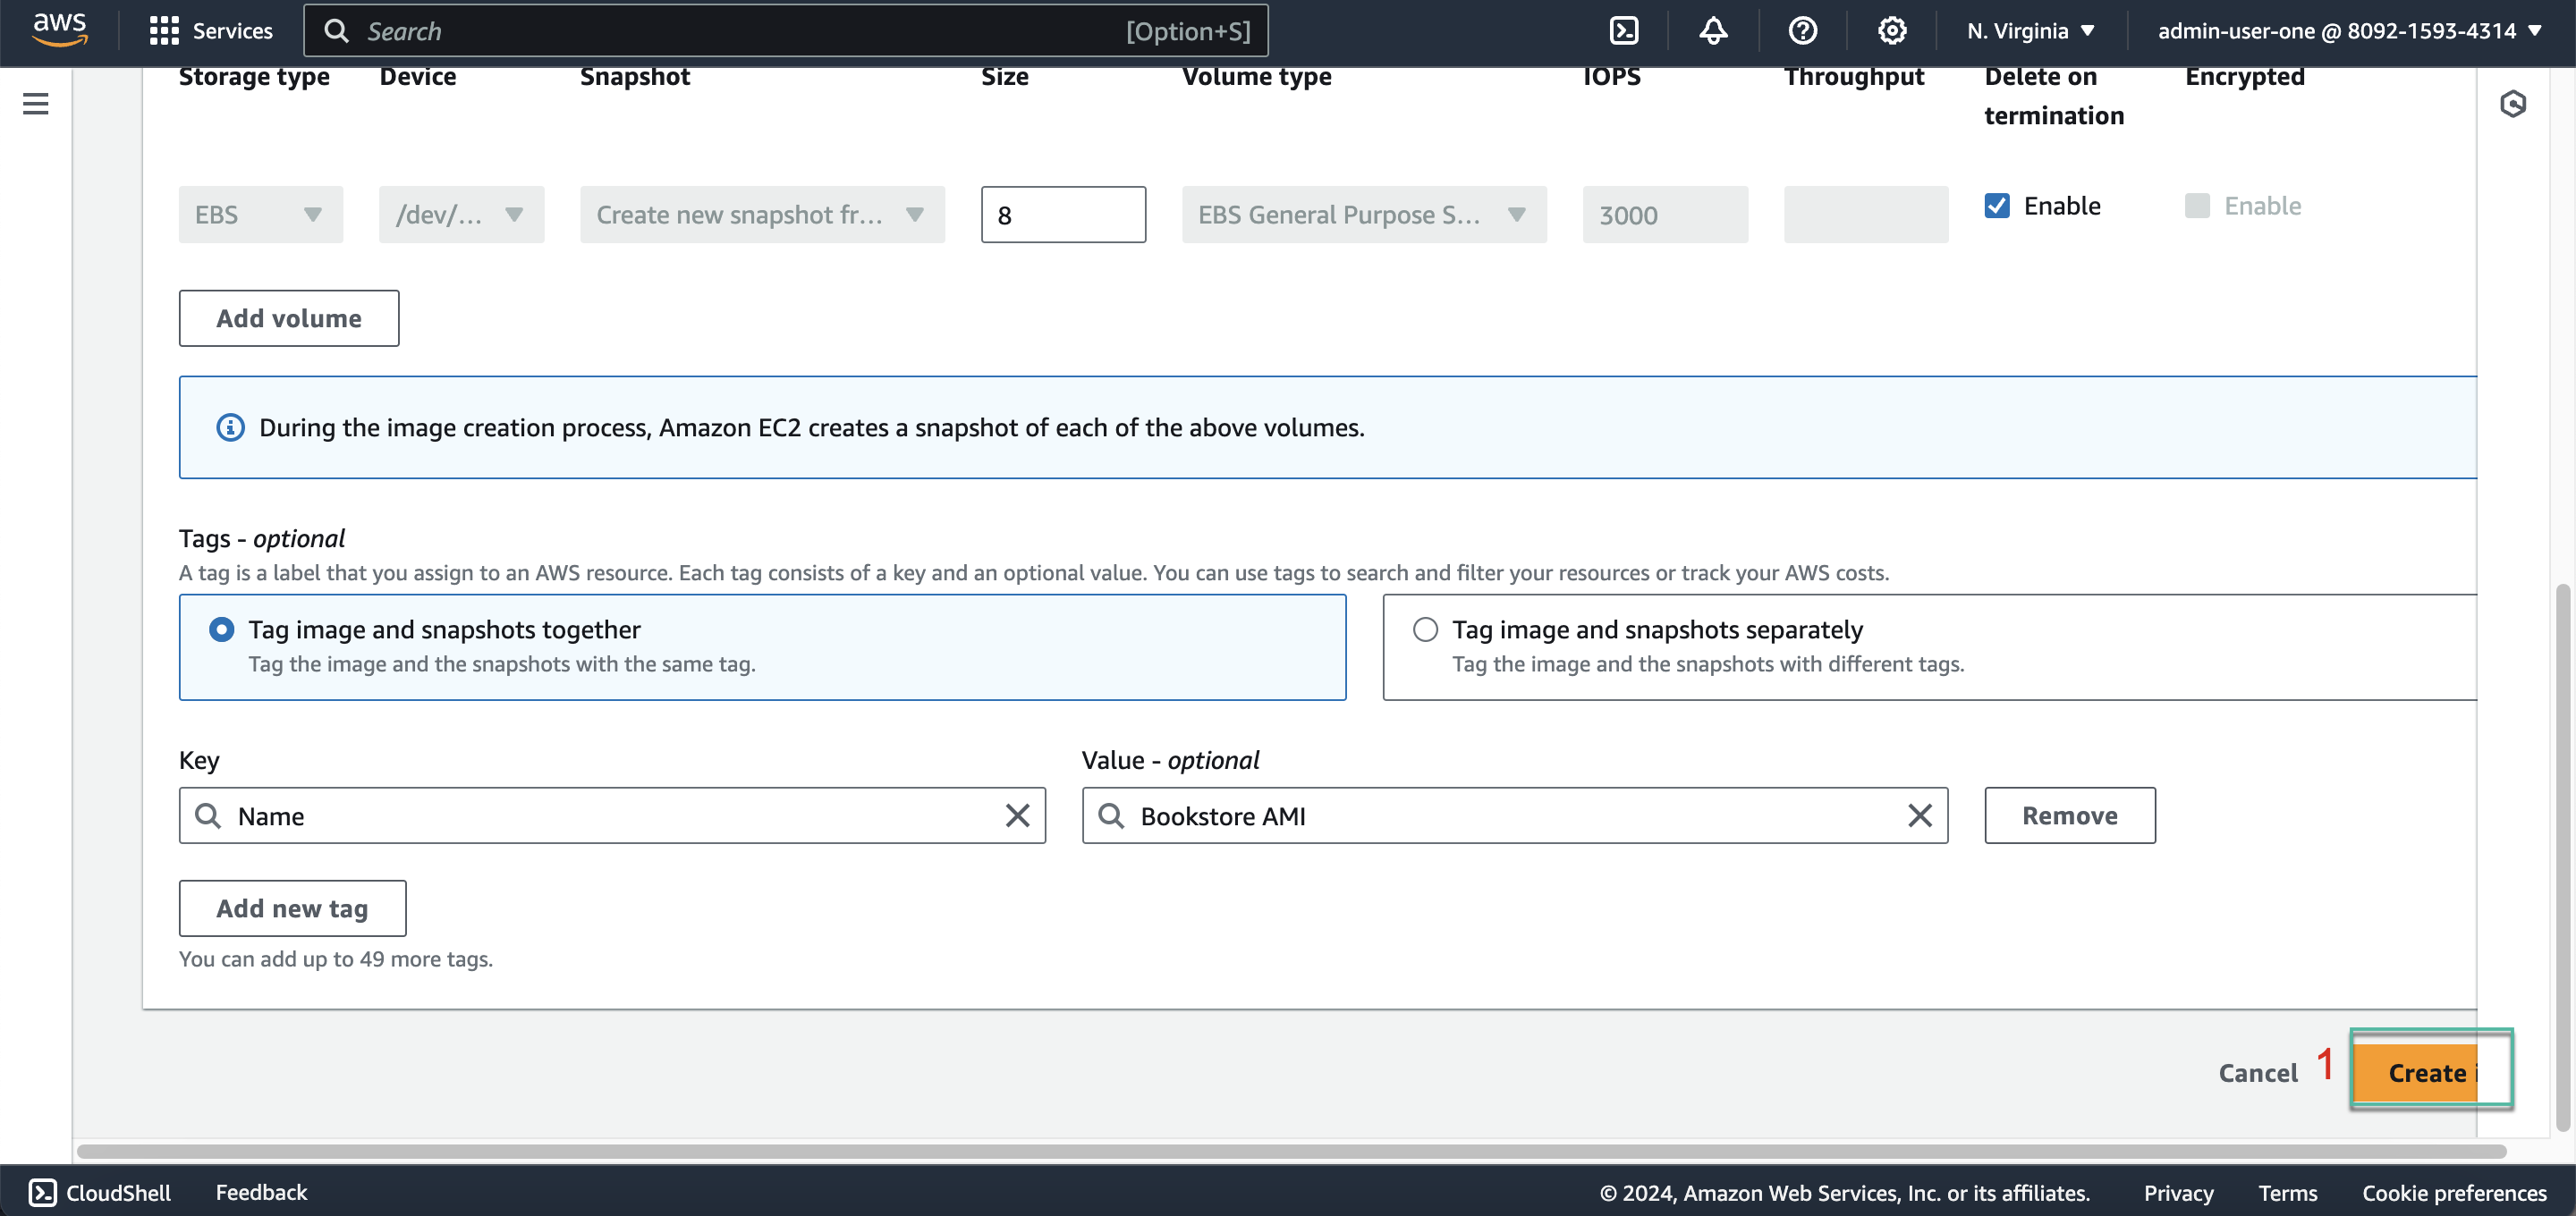 aws Services Search [Option+S] N. Virginia admin-user-one @ 8092-1593-4314
Storage type Device Snapshot Size Volume type IOPS Throughput Delete on termination Encrypted
EBS /dev/... Create new snapshot fr... 8 EBS General Purpose S... 3000 Enable Enable
Add volume
During the image creation process, Amazon EC2 creates a snapshot of each of the above volumes.
Tags - optional
A tag is a label that you assign to an AWS resource. Each tag consists of a key and an optional value. You can use tags to search and filter your resources or track your AWS costs.
Tag image and snapshots together
Tag the image and the snapshots with the same tag.
Tag image and snapshots separately
Tag the image and the snapshots with different tags.
Key
Value - optional
Name
Bookstore AMI
Remove
Add new tag
You can add up to 49 more tags.
Cancel 1 Create i
CloudShell Feedback © 2024, Amazon Web Services, Inc. or its affiliates. Privacy Terms Cookie preferences